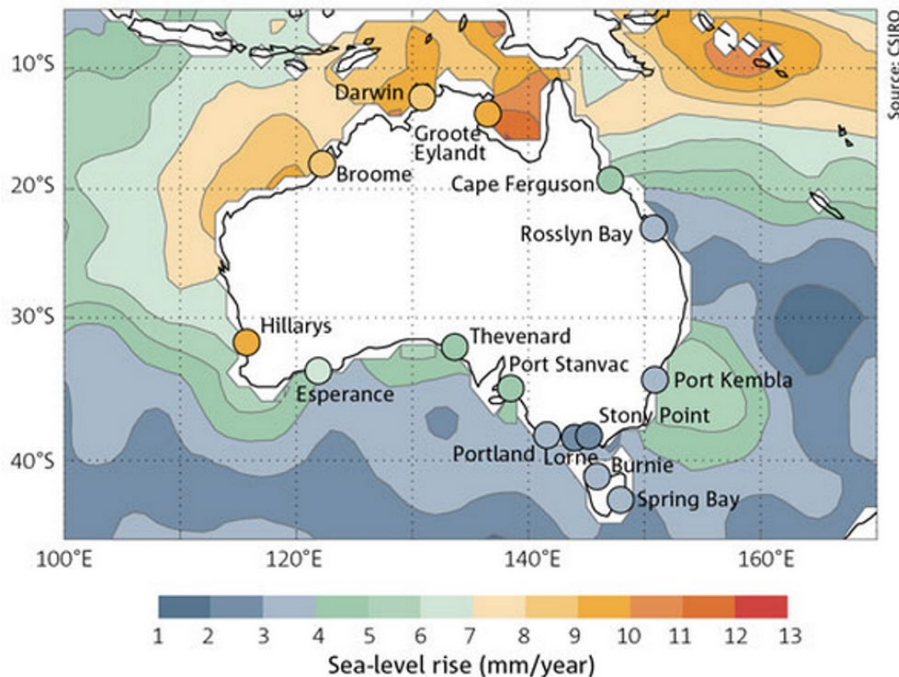 Source: CSIRO
10°S
Darwin
Groote
Eylandt
Broome
20°S
Cape Ferguson
Rosslyn Bay
30°S
Hillarys
Thevenard
Port Stanvac
Esperance
Port Kembla
Stony Point
40°S
Portland
Lorne
Burnie
Spring Bay
100°E 120°E 140°E 160°E
1 2 3 4 5 6 7 8 9 10 11 12 13
Sea-level rise (mm/year)